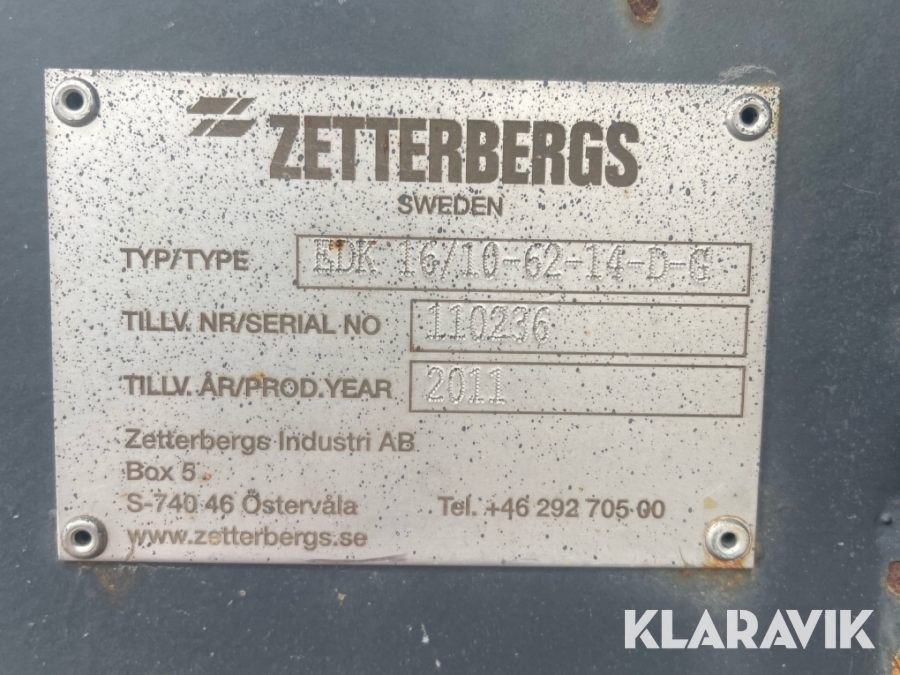 ZETTERBERGS
SWEDEN
TYP/TYPE EDK 16/10-62-14-D-G
TILLV. NR/SERIAL NO 110236
TILLV. ÅR/PROD. YEAR 2011
Zetterbergs Industri AB
Box 5
S-740 46 Östervåla Tel. +46 292 705 00
www.zetterbergs.se
KLARAVIK